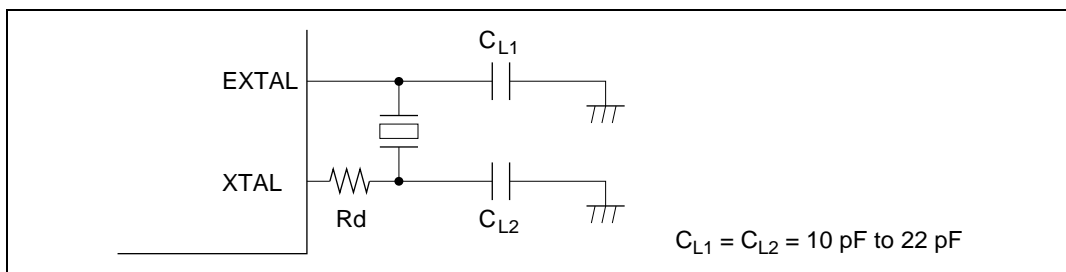 C_L1
EXTAL
XTAL
Rd
C_L2
C_L1 = C_L2 = 10 pF to 22 pF